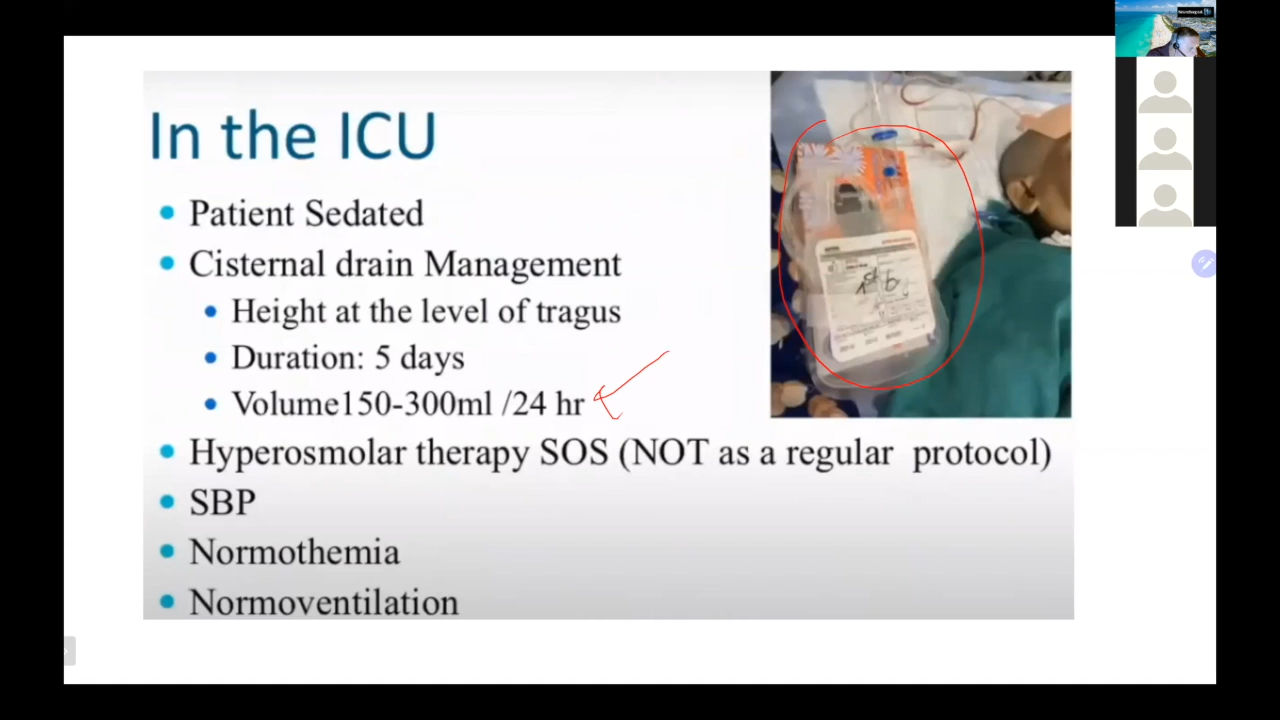 In the ICU
Patient Sedated
Cisternal drain Management
Height at the level of tragus
Duration: 5 days
Volume150-300ml /24 hr
Hyperosmolar therapy SOS (NOT as a regular protocol)
SBP
Normothemia
Normoventilation